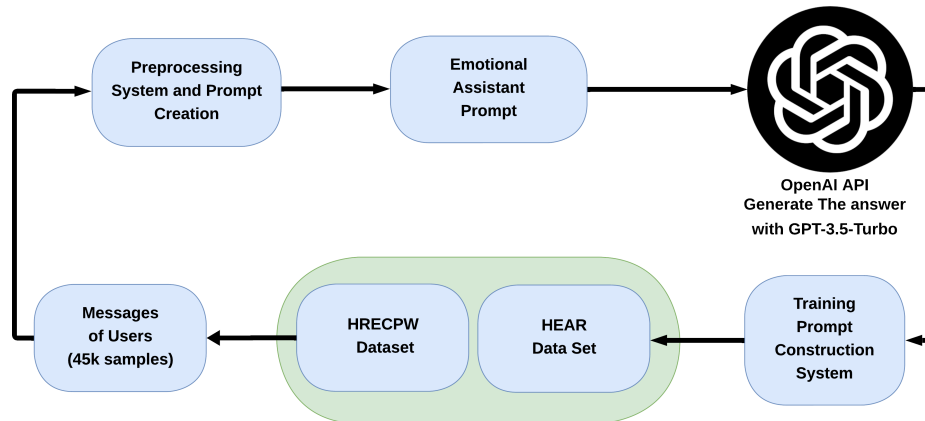 Preprocessing
System and Prompt
Creation
Emotional
Assistant
Prompt
OpenAI API
Generate The answer
with GPT-3.5-Turbo
Messages
of Users
(45k samples)
HRECPW
Dataset
HEAR
Data Set
Training
Prompt
Construction
System